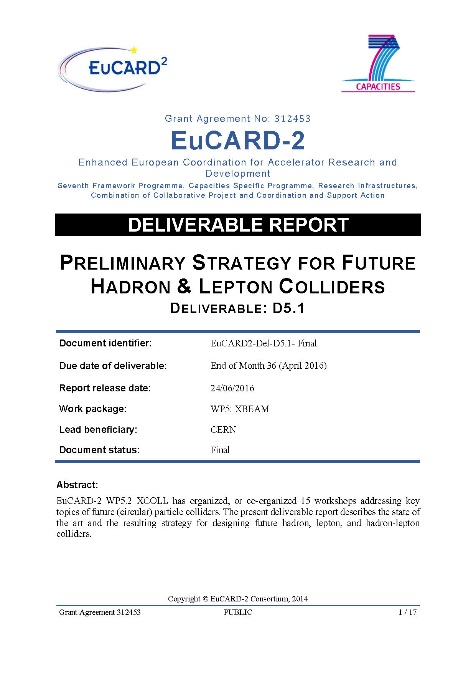 EuCARD²
7
CAPACITIES
Grant Agreement No: 312453
EuCARD-2
Enhanced European Coordination for Accelerator Research and
Development
Seventh Framework Programme, Capacities Specific Programme, Research Infrastructures,
Combination of Collaborative Project and Coordination and Support Action
DELIVERABLE REPORT
PRELIMINARY STRATEGY FOR FUTURE
HADRON & LEPTON COLLIDERS
DELIVERABLE: D5.1
Document identifier: EuCARD2-Del-D5.1- Final
Due date of deliverable: End of Month 36 (April 2016)
Report release date: 24/06/2016
Work package: WP5: XBEAM
Lead beneficiary: CERN
Document status: Final
Abstract:
EuCARD-2 WP5.2 XCOLL has organized, or co-organized 15 workshops addressing key
topics of future (circular) particle colliders. The present deliverable report describes the state of
the art and the resulting strategy for designing future hadron, lepton, and hadron-lepton
colliders.
Copyright © EuCARD-2 Consortium, 2014
Grant Agreement 312453 PUBLIC 1 / 17